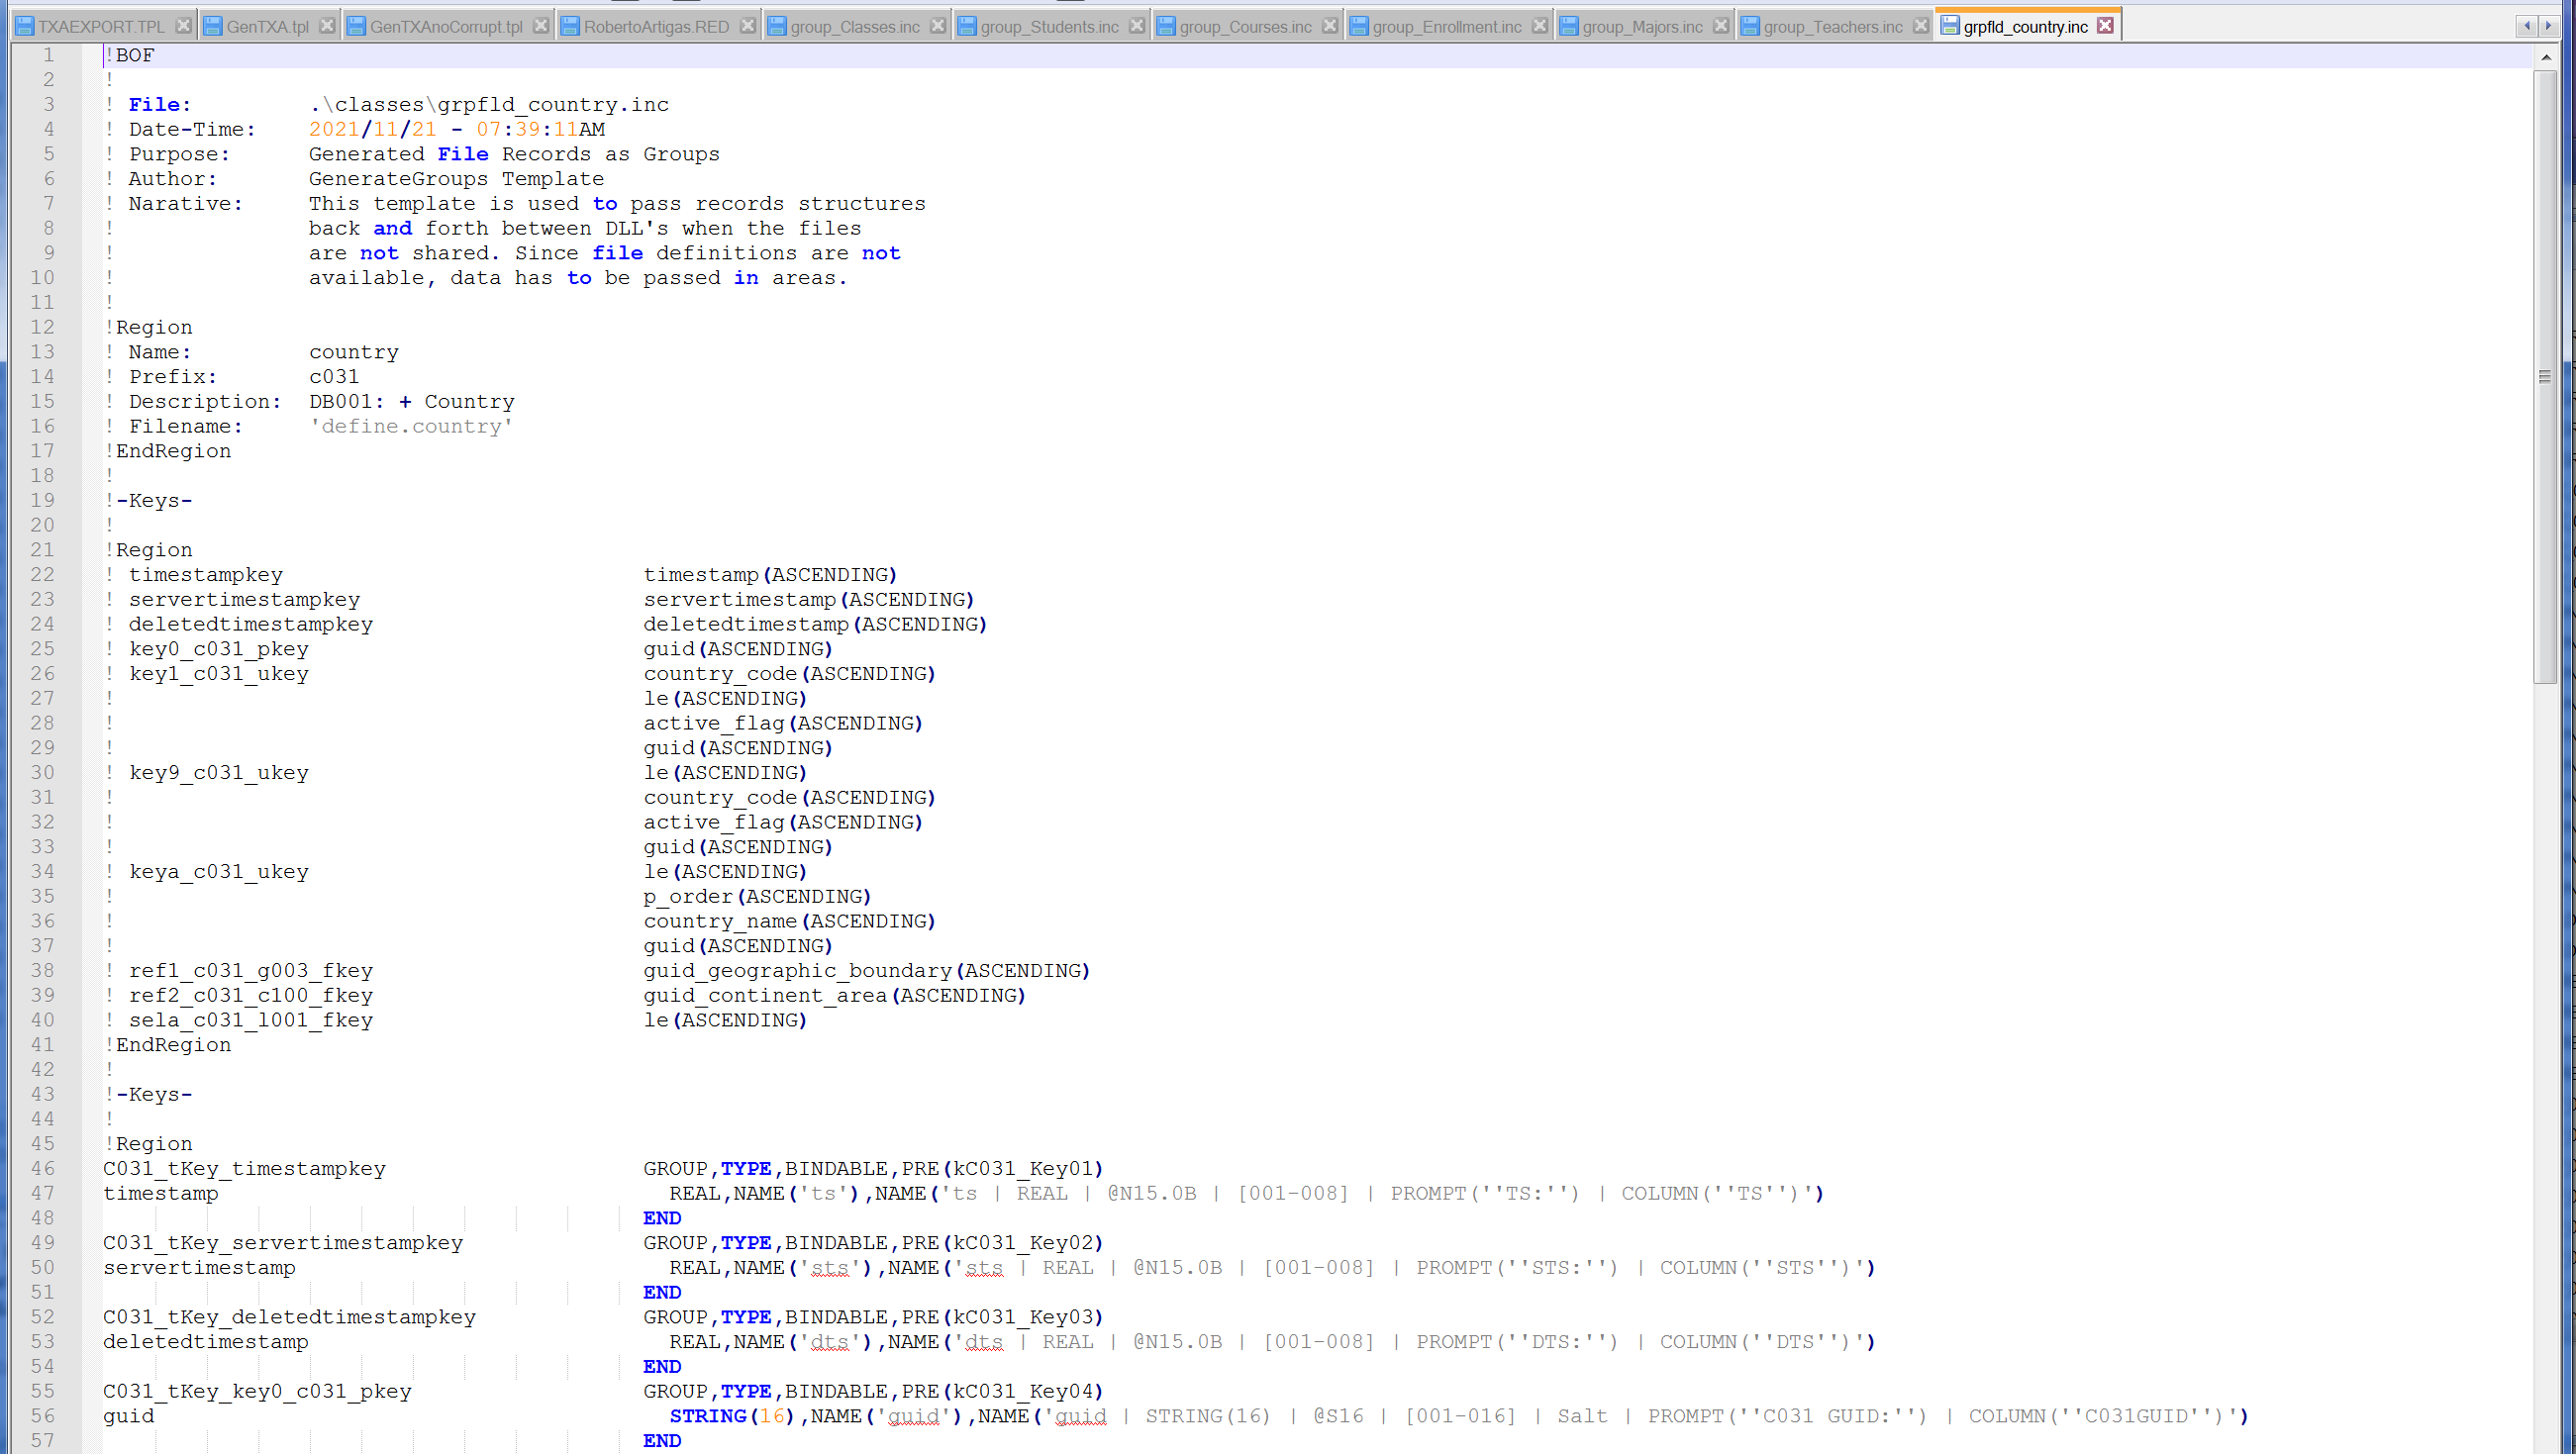 TXAEXPORT.TPL GenTXA.tpl GenTXAnoCorrupt.tpl RobertoArtigas.RED group_Classes.inc group_Students.inc group_Courses.inc group_Enrollment.inc group_Majors.inc group_Teachers.inc grpfld_country.inc
1 !BOF
2 !
3 ! File: .\classes\grpfld_country.inc
4 ! Date-Time: 2021/11/21 - 07:39:11AM
5 ! Purpose: Generated File Records as Groups
6 ! Author: GenerateGroups Template
7 ! Narative: This template is used to pass records structures
8 ! back and forth between DLL's when the files
9 ! are not shared. Since file definitions are not
10 ! available, data has to be passed in areas.
11 !
12 !Region
13 ! Name: country
14 ! Prefix: c031
15 ! Description: DB001: + Country
16 ! Filename: 'define.country'
17 !EndRegion
18 !
19 !-Keys-
20 !
21 !Region
22 ! timestampkey timestamp(ASCENDING)
23 ! servertimestampkey servertimestamp(ASCENDING)
24 ! deletedtimestampkey deletedtimestamp(ASCENDING)
25 ! key0_c031_pkey guid(ASCENDING)
26 ! key1_c031_ukey country_code(ASCENDING)
27 ! le(ASCENDING)
28 ! active_flag(ASCENDING)
29 ! guid(ASCENDING)
30 ! key9_c031_ukey le(ASCENDING)
31 ! country_code(ASCENDING)
32 ! active_flag(ASCENDING)
33 ! guid(ASCENDING)
34 ! keya_c031_ukey le(ASCENDING)
35 ! p_order(ASCENDING)
36 ! country_name(ASCENDING)
37 ! guid(ASCENDING)
38 ! ref1_c031_g003_fkey guid_geographic_boundary(ASCENDING)
39 ! ref2_c031_c100_fkey guid_continent_area(ASCENDING)
40 ! sela_c031_l001_fkey le(ASCENDING)
41 !EndRegion
42 !
43 !-Keys-
44 !
45 !Region
46 C031_tKey_timestampkey GROUP,TYPE,BINDABLE,PRE(kC031_Key01)
47 timestamp REAL,NAME('ts'),NAME('ts | REAL | @N15.0B | [001-008] | PROMPT(''TS:'') | COLUMN(''TS'')')
48 END
49 C031_tKey_servertimestampkey GROUP,TYPE,BINDABLE,PRE(kC031_Key02)
50 servertimestamp REAL,NAME('sts'),NAME('sts | REAL | @N15.0B | [001-008] | PROMPT(''STS:'') | COLUMN(''STS'')')
51 END
52 C031_tKey_deletedtimestampkey GROUP,TYPE,BINDABLE,PRE(kC031_Key03)
53 deletedtimestamp REAL,NAME('dts'),NAME('dts | REAL | @N15.0B | [001-008] | PROMPT(''DTS:'') | COLUMN(''DTS'')')
54 END
55 C031_tKey_key0_c031_pkey GROUP,TYPE,BINDABLE,PRE(kC031_Key04)
56 guid STRING(16),NAME('guid'),NAME('guid | STRING(16) | @S16 | [001-016] | Salt | PROMPT(''C031 GUID:'') | COLUMN(''C031GUID'')')
57 END